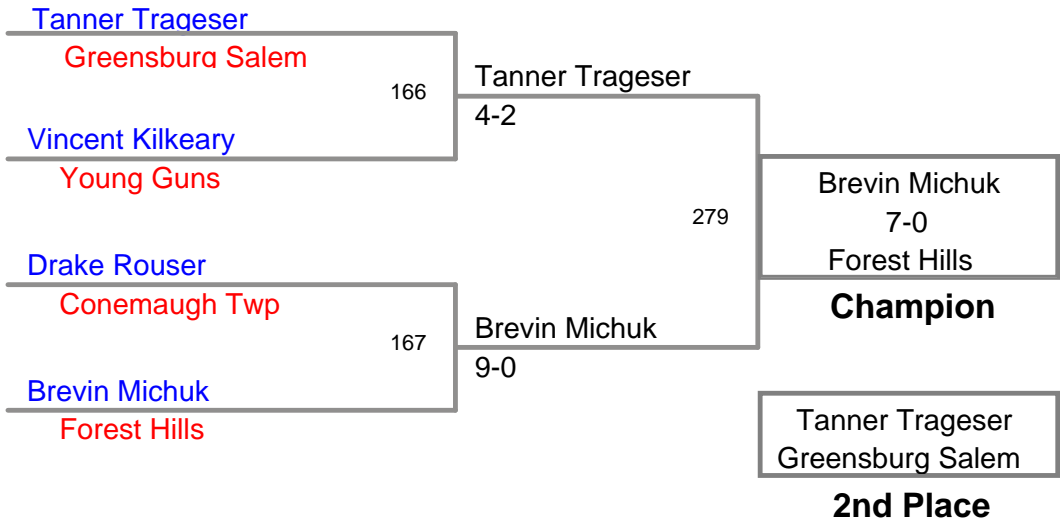 Tanner Trageser
Greensburg Salem
166
Tanner Trageser
4-2
Vincent Kilkeary
Young Guns
279
Brevin Michuk
7-0
Forest Hills
Champion
Drake Rouser
Conemaugh Twp
167
Brevin Michuk
9-0
Brevin Michuk
Forest Hills
Tanner Trageser
Greensburg Salem
2nd Place